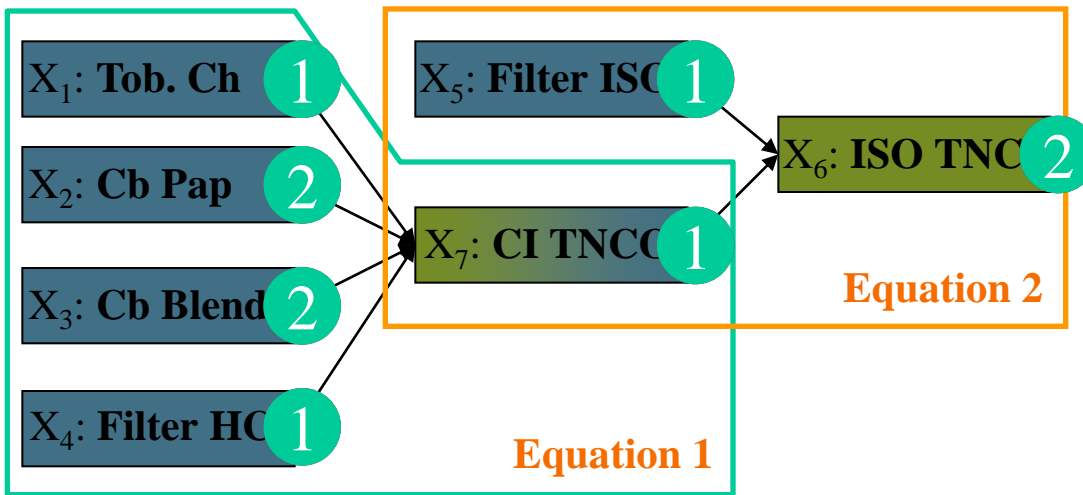 X₁: Tob. Ch 1
X₂: Cb Pap 2
X₃: Cb Blend 2
X₄: Filter HC 1
X₅: Filter ISO 1
X₇: CI TNCO 1
X₆: ISO TNC 2
Equation 2
Equation 1